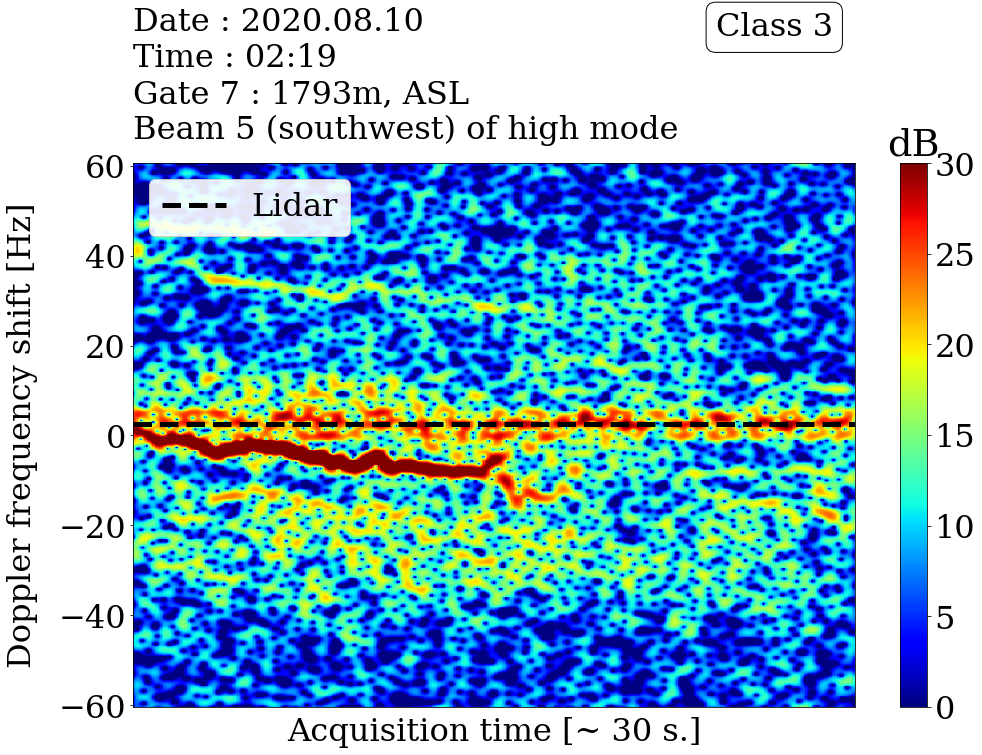 Date : 2020.08.10
Time : 02:19
Gate 7 : 1793m, ASL
Beam 5 (southwest) of high mode
Class 3
dB
Lidar
60
40
20
0
−20
−40
−60
Doppler frequency shift [Hz]
Acquisition time [~ 30 s.]
30
25
20
15
10
5
0